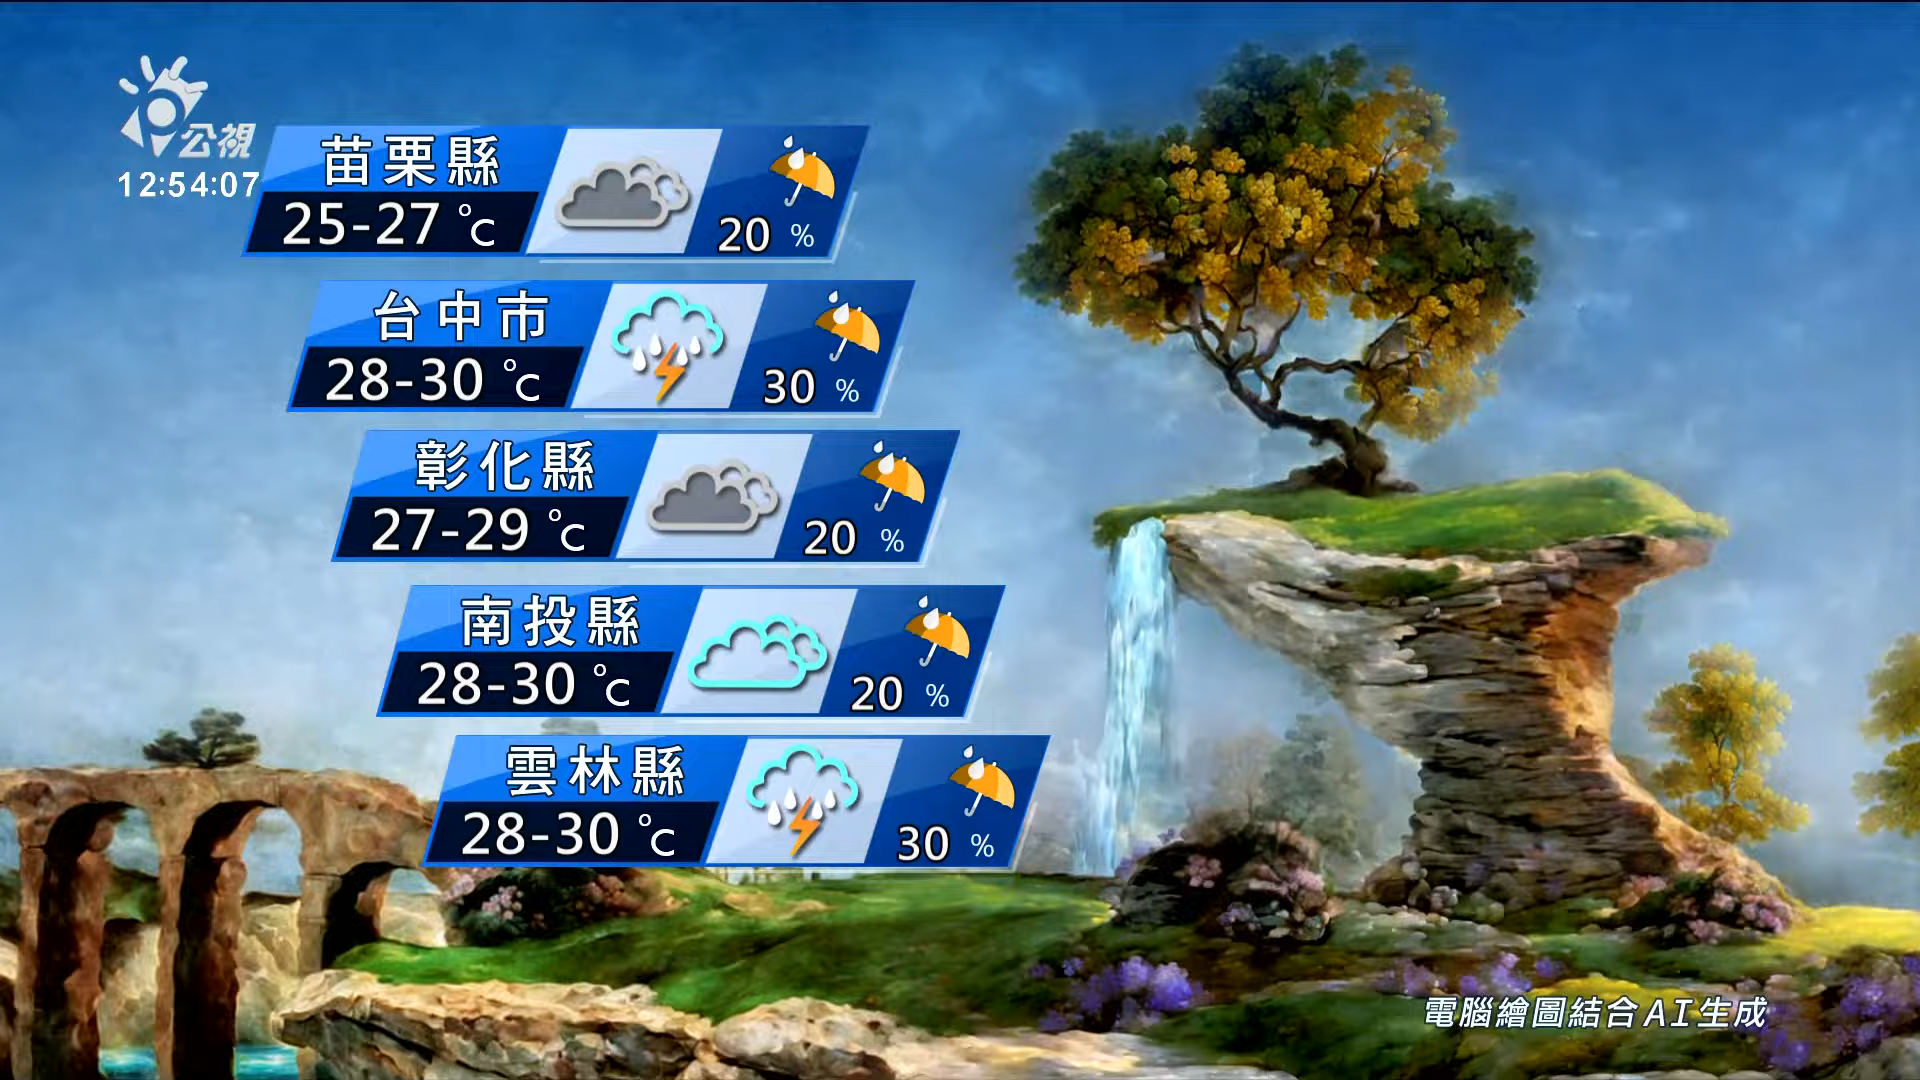 公視
12:54:07
苗栗縣
25-27 ℃
20 %
台中市
28-30 ℃
30 %
彰化縣
27-29 ℃
20 %
南投縣
28-30 ℃
20 %
雲林縣
28-30 ℃
30 %
電腦繪圖結合AI生成